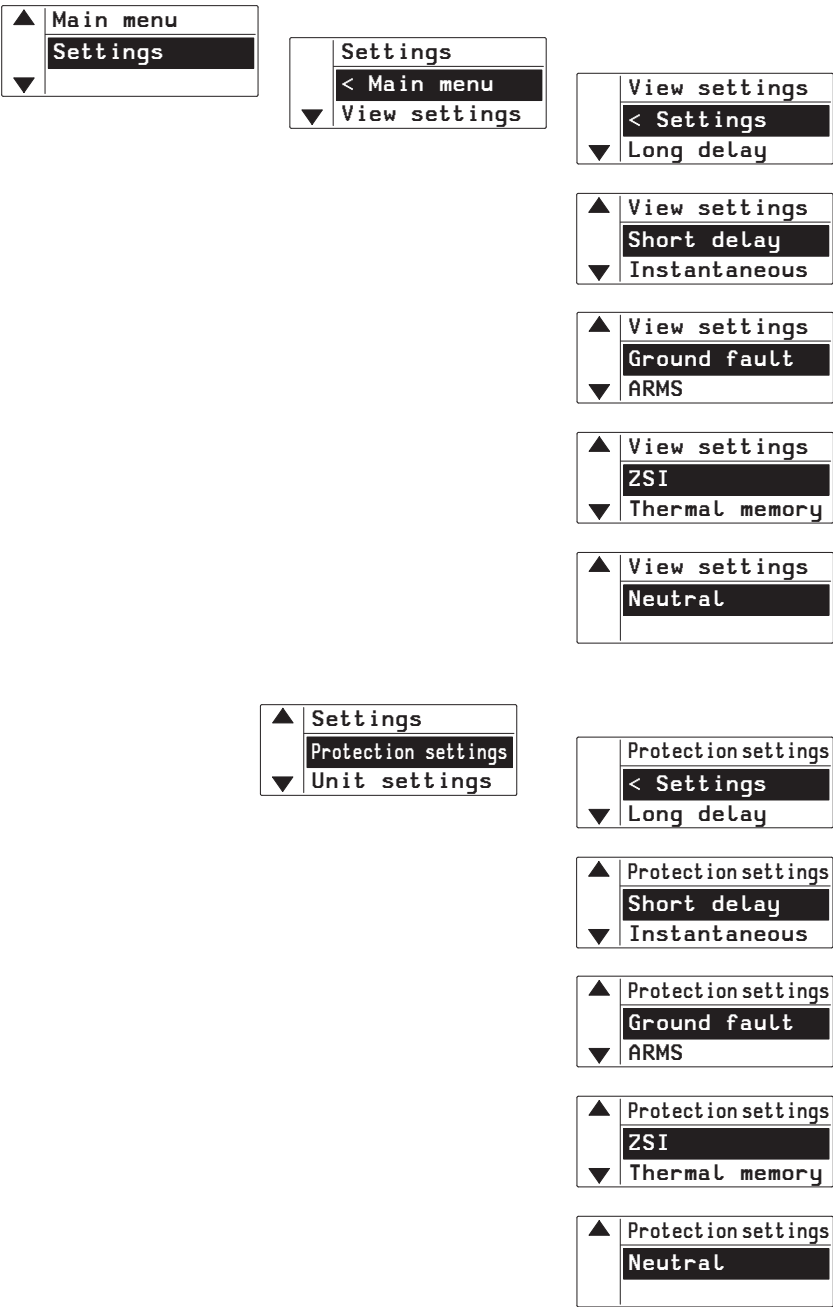 Main menu
Settings
Settings
< Main menu
View settings
View settings
< Settings
Long delay
View settings
Short delay
Instantaneous
View settings
Ground fault
ARMS
View settings
ZSI
Thermal memory
View settings
Neutral
Settings
Protection settings
Unit settings
Protection settings
< Settings
Long delay
Protection settings
Short delay
Instantaneous
Protection settings
Ground fault
ARMS
Protection settings
ZSI
Thermal memory
Protection settings
Neutral